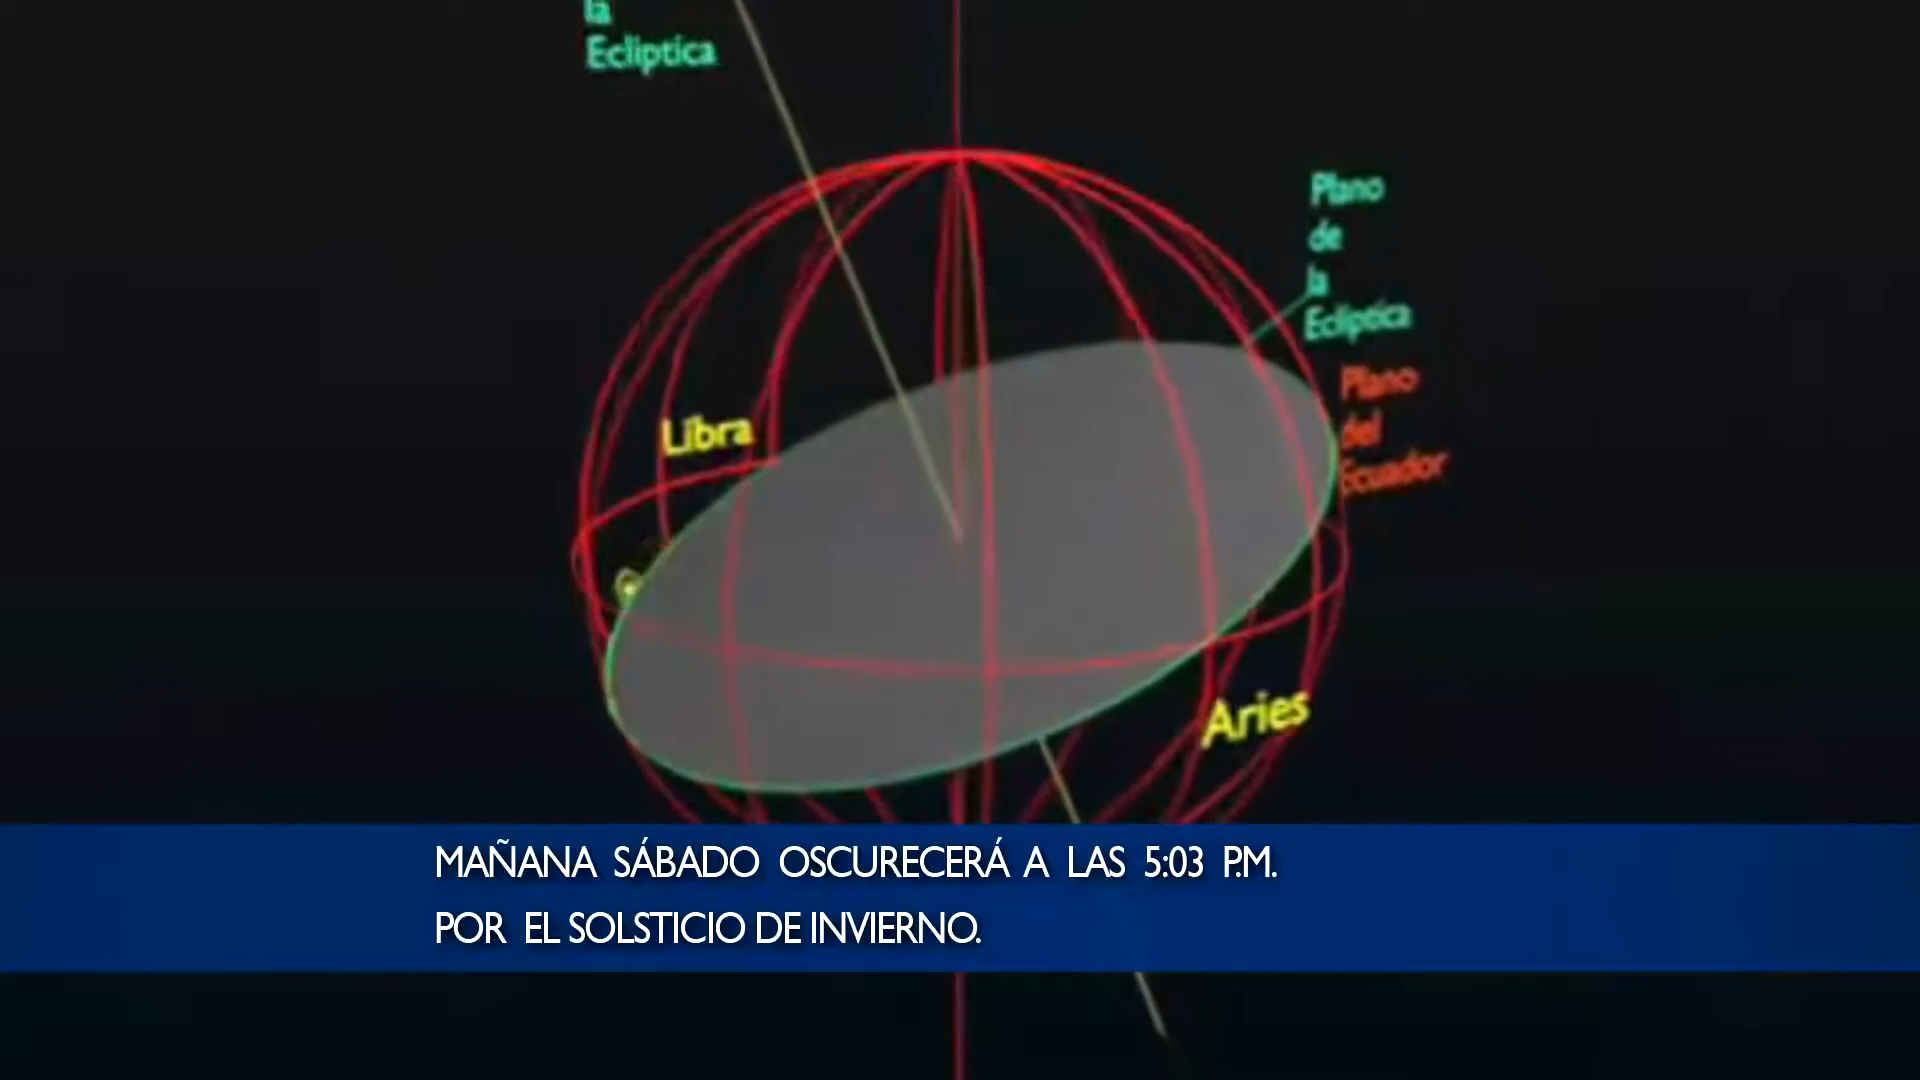 la
Eclíptica
Plano
de
la
Eclíptica
Plano
del
Ecuador
Libra
Aries
MAÑANA SÁBADO OSCURECERÁ A LAS 5:03 P.M.
POR EL SOLSTICIO DE INVIERNO.